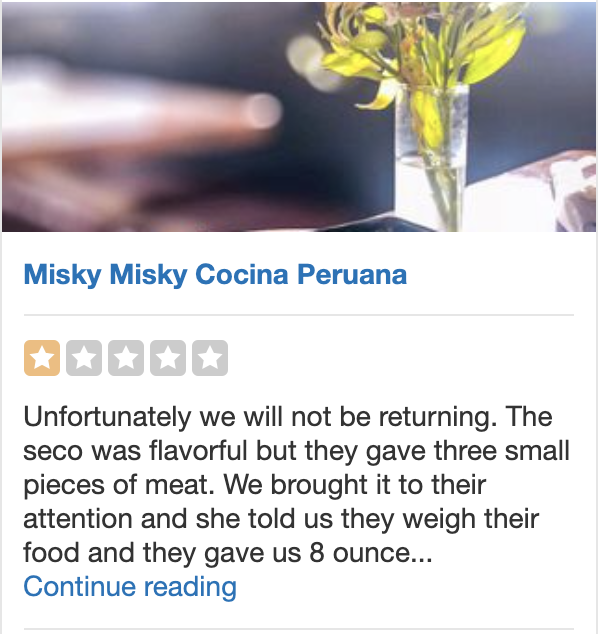 Misky Misky Cocina Peruana
Unfortunately we will not be returning. The
seco was flavorful but they gave three small
pieces of meat. We brought it to their
attention and she told us they weigh their
food and they gave us 8 ounce...
Continue reading